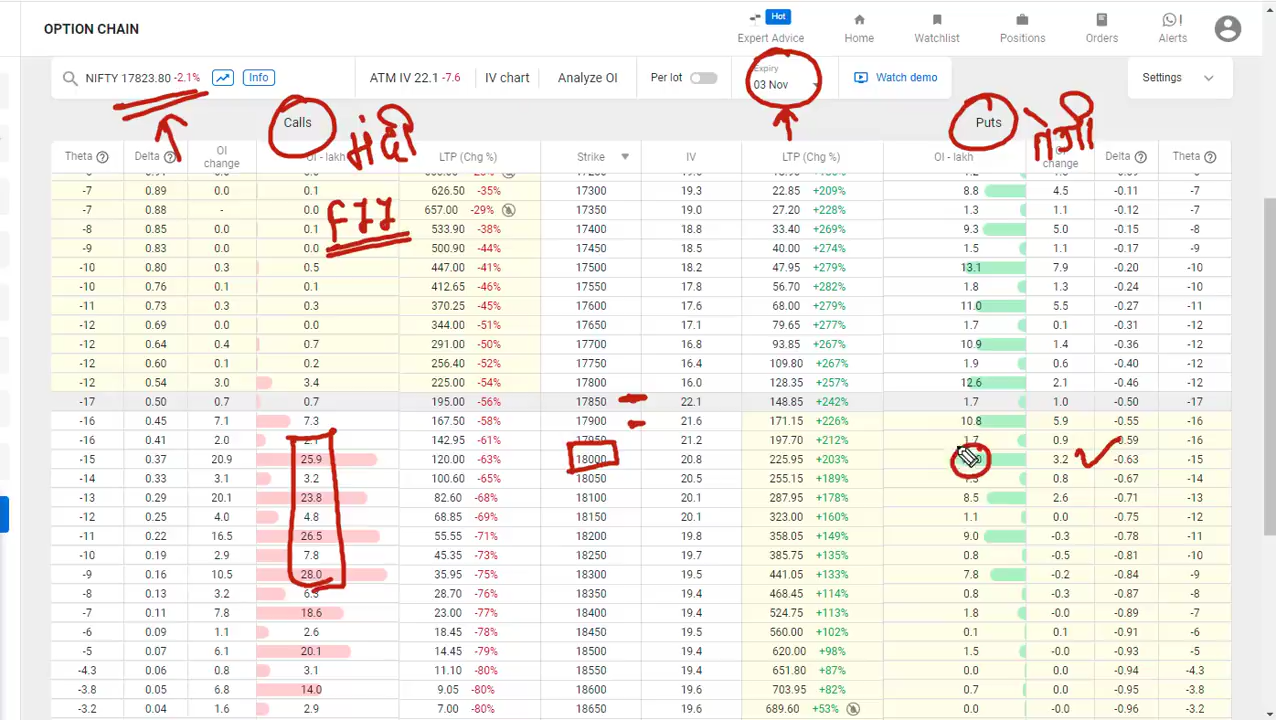 OPTION CHAIN
Hot
Expert Advice Home Watchlist Positions Orders Alerts
NIFTY 17823.80 -2.1% Info ATM IV 22.1 -7.6 IV chart Analyze OI Per lot Expiry 03 Nov Watch demo Settings
Calls મંદી Puts તેજી
Theta Delta OI change OI - lakh LTP (Chg %) Strike IV LTP (Chg %) OI - lakh change Delta Theta
-7 0.89 0.0 0.1 626.50 -35% 17300 19.3 22.85 +209% 8.8 4.5 -0.11 -7
-7 0.88 - 0.0 657.00 -29% 17350 19.0 27.20 +228% 1.3 1.1 -0.12 -7
FII
-8 0.85 0.0 0.1 533.90 -38% 17400 18.8 33.40 +269% 9.3 5.0 -0.15 -8
-9 0.83 0.0 0.0 500.90 -44% 17450 18.5 40.00 +274% 1.5 1.1 -0.17 -9
-10 0.80 0.3 0.5 447.00 -41% 17500 18.2 47.95 +279% 13.1 7.9 -0.20 -10
-10 0.76 0.1 0.1 412.65 -46% 17550 17.8 56.70 +282% 1.8 1.3 -0.24 -10
-11 0.73 0.3 0.3 370.25 -45% 17600 17.6 68.00 +279% 11.0 5.5 -0.27 -11
-12 0.69 0.0 0.0 344.00 -51% 17650 17.1 79.65 +277% 1.7 0.1 -0.31 -12
-12 0.64 0.4 0.7 291.00 -50% 17700 16.8 93.85 +267% 10.9 1.4 -0.36 -12
-12 0.60 0.1 0.2 256.40 -52% 17750 16.4 109.80 +267% 1.9 0.6 -0.40 -12
-12 0.54 3.0 3.4 225.00 -54% 17800 16.0 128.35 +257% 12.6 2.1 -0.46 -12
-17 0.50 0.7 0.7 195.00 -56% 17850 22.1 148.85 +242% 1.7 1.0 -0.50 -17
-16 0.45 7.1 7.3 167.50 -58% 17900 21.6 171.15 +226% 10.8 5.9 -0.55 -16
-16 0.41 2.0 2.1 142.95 -61% 17950 21.2 197.70 +212% 1.7 0.9 -0.59 -16
-15 0.37 20.9 25.9 120.00 -63% 18000 20.8 225.95 +203% 3.2 -0.63 -15
-14 0.33 3.1 3.2 100.60 -65% 18050 20.5 255.15 +189% 0.8 -0.67 -14
-13 0.29 20.1 23.8 82.60 -68% 18100 20.1 287.95 +178% 8.5 2.6 -0.71 -13
-12 0.25 4.0 4.8 68.85 -69% 18150 20.1 323.00 +160% 1.1 0.0 -0.75 -12
-11 0.22 16.5 26.5 55.55 -71% 18200 19.8 358.05 +149% 9.0 -0.3 -0.78 -11
-10 0.19 2.9 7.8 45.35 -73% 18250 19.7 385.75 +135% 0.8 -0.5 -0.81 -10
-9 0.16 10.5 28.0 35.95 -75% 18300 19.5 441.05 +133% 7.8 -0.2 -0.84 -9
-8 0.13 3.2 28.70 -76% 18350 19.4 468.45 +114% 0.8 -0.3 -0.87 -8
-7 0.11 7.8 18.6 23.00 -77% 18400 19.4 524.75 +113% 1.8 -0.0 -0.89 -7
-6 0.09 1.1 2.6 18.45 -78% 18450 19.4 560.00 +102% 0.1 0.1 -0.91 -6
-5 0.07 6.1 20.1 14.45 -79% 18500 19.4 620.00 +98% 1.5 -0.0 -0.93 -5
-4.3 0.06 0.8 3.1 11.10 -80% 18550 19.4 651.80 +87% 0.0 0.0 -0.94 -4.3
-3.8 0.05 6.8 14.0 9.05 -80% 18600 19.6 703.95 +82% 0.7 0.0 -0.95 -3.8
-3.2 0.04 1.6 2.9 7.00 -80% 18650 19.6 689.60 +53% 0.0 -0.0 -0.96 -3.2